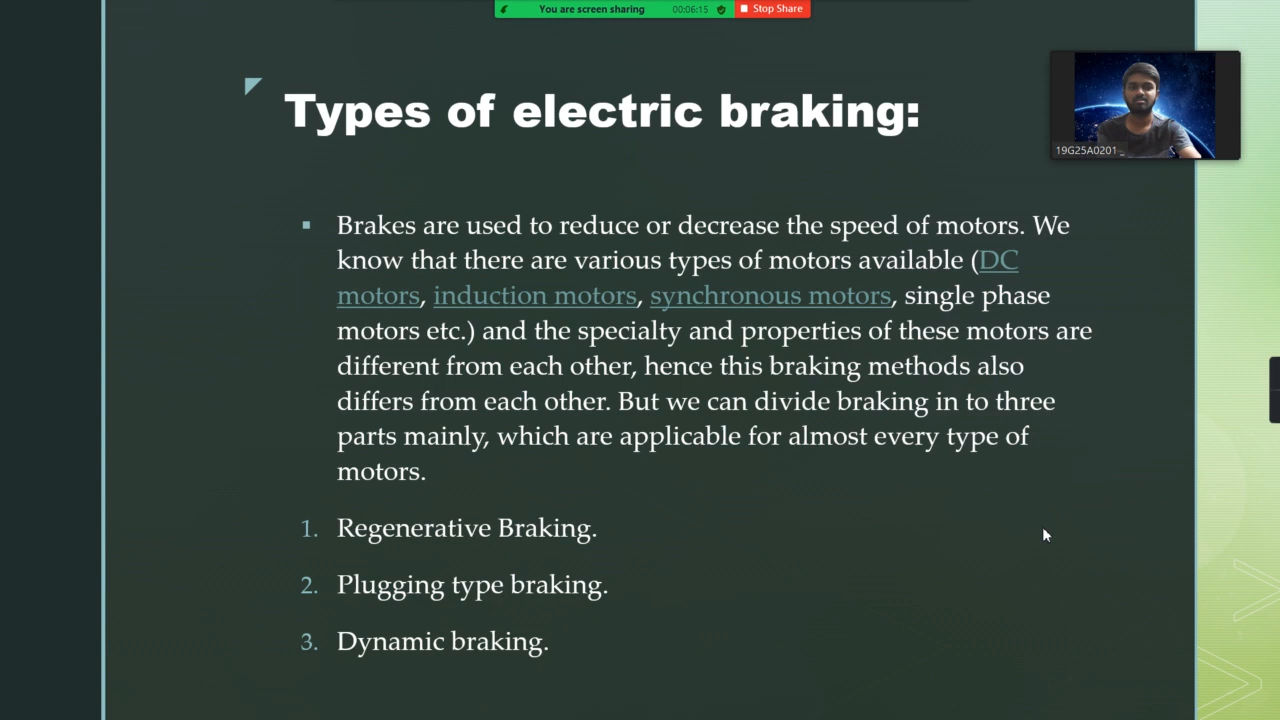 You are screen sharing 00:06:15 Stop Share
Types of electric braking:
19G25A0201 _
▪ Brakes are used to reduce or decrease the speed of motors. We
know that there are various types of motors available (DC
motors, induction motors, synchronous motors, single phase
motors etc.) and the specialty and properties of these motors are
different from each other, hence this braking methods also
differs from each other. But we can divide braking in to three
parts mainly, which are applicable for almost every type of
motors.
1. Regenerative Braking.
2. Plugging type braking.
3. Dynamic braking.